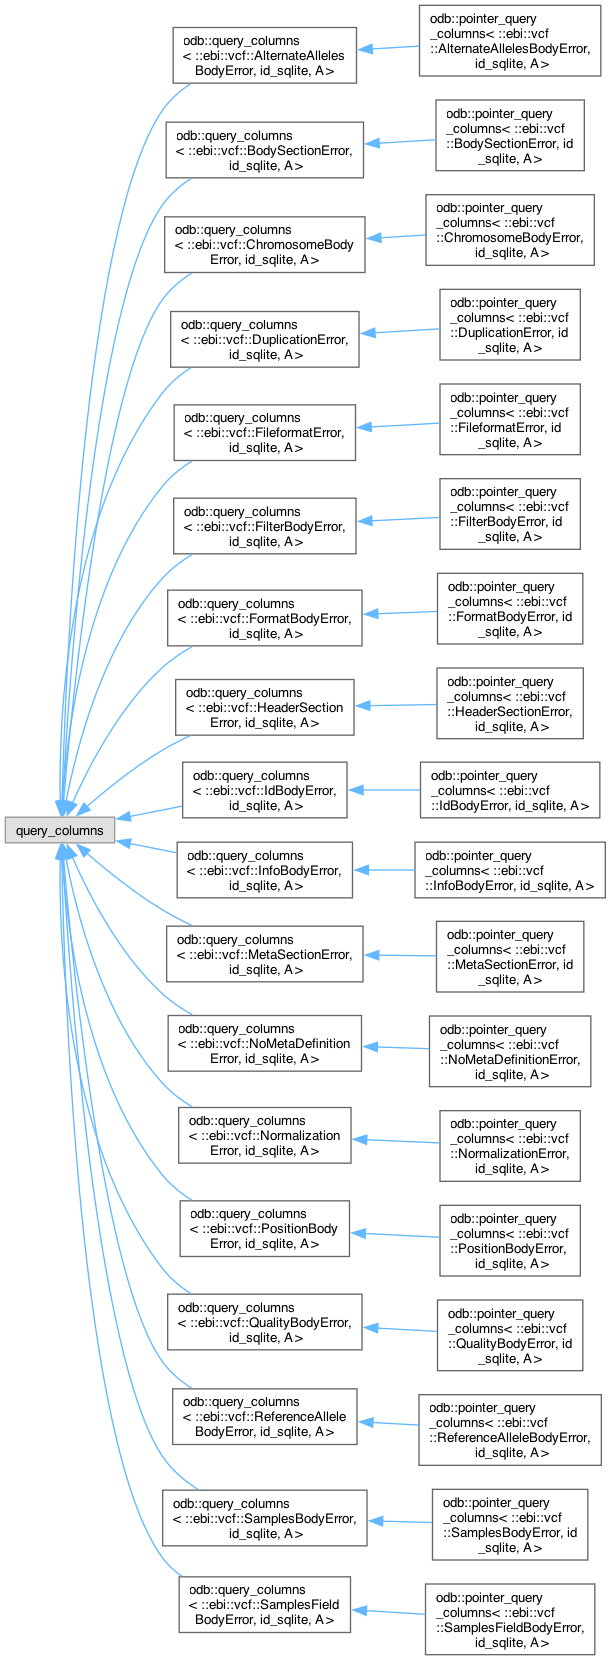 odb::query_columns
< ::ebi::vcf::AlternateAlleles
BodyError, id_sqlite, A>
odb::pointer_query
_columns< ::ebi::vcf
::AlternateAllelesBodyError,
id_sqlite, A>
odb::query_columns
< ::ebi::vcf::BodySectionError,
id_sqlite, A>
odb::pointer_query
_columns< ::ebi::vcf
::BodySectionError, id
_sqlite, A>
odb::query_columns
< ::ebi::vcf::ChromosomeBody
Error, id_sqlite, A>
odb::pointer_query
_columns< ::ebi::vcf
::ChromosomeBodyError,
id_sqlite, A>
odb::query_columns
< ::ebi::vcf::DuplicationError,
id_sqlite, A>
odb::pointer_query
_columns< ::ebi::vcf
::DuplicationError, id
_sqlite, A>
odb::query_columns
< ::ebi::vcf::FileformatError,
id_sqlite, A>
odb::pointer_query
_columns< ::ebi::vcf
::FileformatError, id
_sqlite, A>
odb::query_columns
< ::ebi::vcf::FilterBodyError,
id_sqlite, A>
odb::pointer_query
_columns< ::ebi::vcf
::FilterBodyError, id
_sqlite, A>
odb::query_columns
< ::ebi::vcf::FormatBodyError,
id_sqlite, A>
odb::pointer_query
_columns< ::ebi::vcf
::FormatBodyError, id
_sqlite, A>
odb::query_columns
< ::ebi::vcf::HeaderSection
Error, id_sqlite, A>
odb::pointer_query
_columns< ::ebi::vcf
::HeaderSectionError,
id_sqlite, A>
odb::query_columns
< ::ebi::vcf::IdBodyError,
id_sqlite, A>
odb::pointer_query
_columns< ::ebi::vcf
::IdBodyError, id_sqlite, A>
query_columns
odb::query_columns
< ::ebi::vcf::InfoBodyError,
id_sqlite, A>
odb::pointer_query
_columns< ::ebi::vcf
::InfoBodyError, id_sqlite, A>
odb::query_columns
< ::ebi::vcf::MetaSectionError,
id_sqlite, A>
odb::pointer_query
_columns< ::ebi::vcf
::MetaSectionError, id
_sqlite, A>
odb::query_columns
< ::ebi::vcf::NoMetaDefinition
Error, id_sqlite, A>
odb::pointer_query
_columns< ::ebi::vcf
::NoMetaDefinitionError,
id_sqlite, A>
odb::query_columns
< ::ebi::vcf::Normalization
Error, id_sqlite, A>
odb::pointer_query
_columns< ::ebi::vcf
::NormalizationError,
id_sqlite, A>
odb::query_columns
< ::ebi::vcf::PositionBody
Error, id_sqlite, A>
odb::pointer_query
_columns< ::ebi::vcf
::PositionBodyError,
id_sqlite, A>
odb::query_columns
< ::ebi::vcf::QualityBodyError,
id_sqlite, A>
odb::pointer_query
_columns< ::ebi::vcf
::QualityBodyError, id
_sqlite, A>
odb::query_columns
< ::ebi::vcf::ReferenceAllele
BodyError, id_sqlite, A>
odb::pointer_query
_columns< ::ebi::vcf
::ReferenceAlleleBodyError,
id_sqlite, A>
odb::query_columns
< ::ebi::vcf::SamplesBodyError,
id_sqlite, A>
odb::pointer_query
_columns< ::ebi::vcf
::SamplesBodyError, id
_sqlite, A>
odb::query_columns
< ::ebi::vcf::SamplesField
BodyError, id_sqlite, A>
odb::pointer_query
_columns< ::ebi::vcf
::SamplesFieldBodyError,
id_sqlite, A>